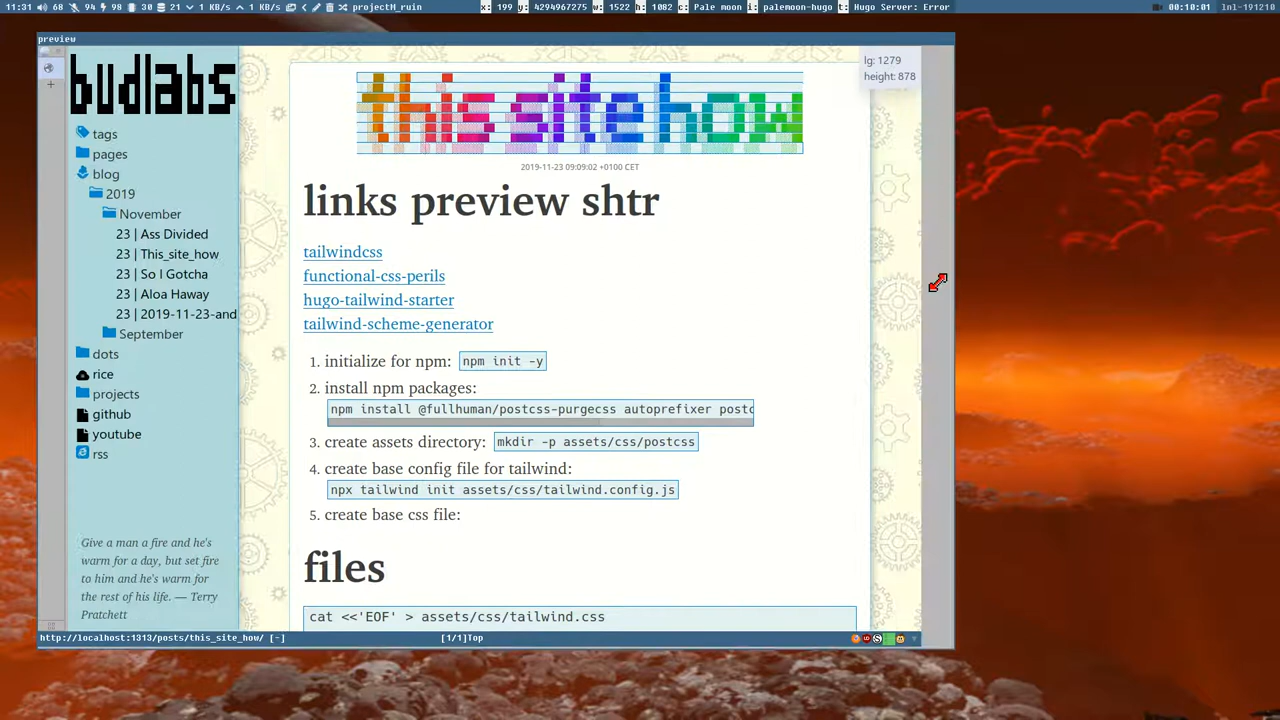 11:31 68 94 98 30 21 1 KB/s 1 KB/s projectM_ruin x: 199 y: 4294967275 w: 1522 h: 1082 c: Pale moon i: palemoon-hugo t: Hugo Server: Error 00:10:01 lnl-191210
preview
budlabs
tags
pages
blog
2019
November
23 | Ass Divided
23 | This_site_how
23 | So I Gotcha
23 | Aloa Haway
23 | 2019-11-23-and
September
dots
rice
projects
github
youtube
rss
Give a man a fire and he's
warm for a day, but set fire
to him and he's warm for
the rest of his life. — Terry
Pratchett
this site how
2019-11-23 09:09:02 +0100 CET
links preview shtr
tailwindcss
functional-css-perils
hugo-tailwind-starter
tailwind-scheme-generator
1. initialize for npm: npm init -y
2. install npm packages:
npm install @fullhuman/postcss-purgecss autoprefixer postc
3. create assets directory: mkdir -p assets/css/postcss
4. create base config file for tailwind:
npx tailwind init assets/css/tailwind.config.js
5. create base css file:
files
cat <<'EOF' > assets/css/tailwind.css
lg: 1279
height: 878
http://localhost:1313/posts/this_site_how/ [-] [1/1]Top